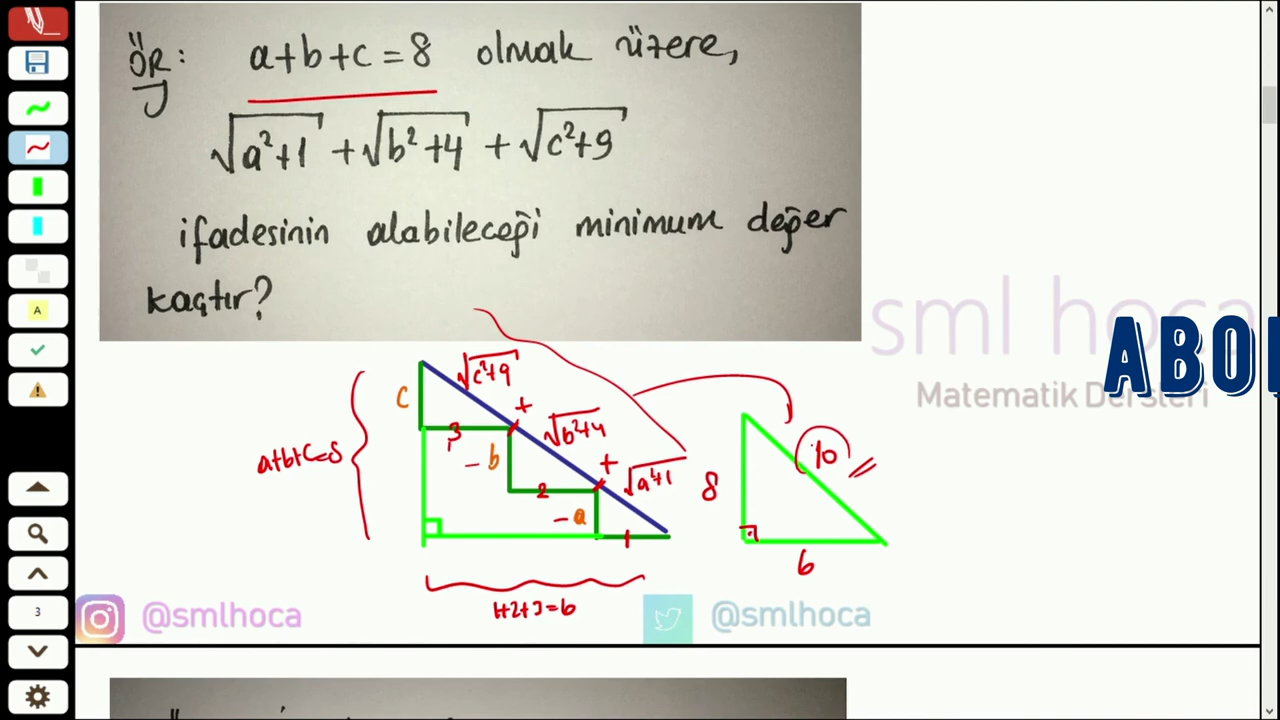 ÖR: a+b+c=8 olmak üzere,
√a²+1 + √b²+4 + √c²+9
ifadesinin alabileceği minimum değer
kaçtır?
sml hoca
ABO
Matematik Dersleri
√c²+9
c
+
√b²+4
3
a+b+c=8
- b
+
√a²+1
8
10
2
- a
6
1+2+3=6
@smlhoca
@smlhoca
A
3